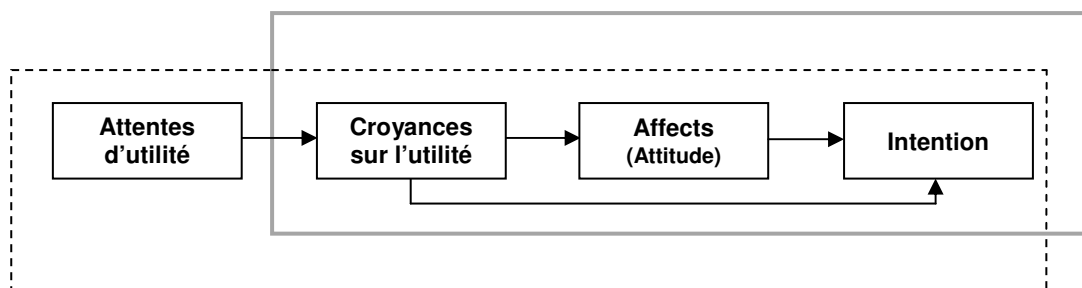 Attentes
d'utilité
Croyances
sur l'utilité
Affects
(Attitude)
Intention